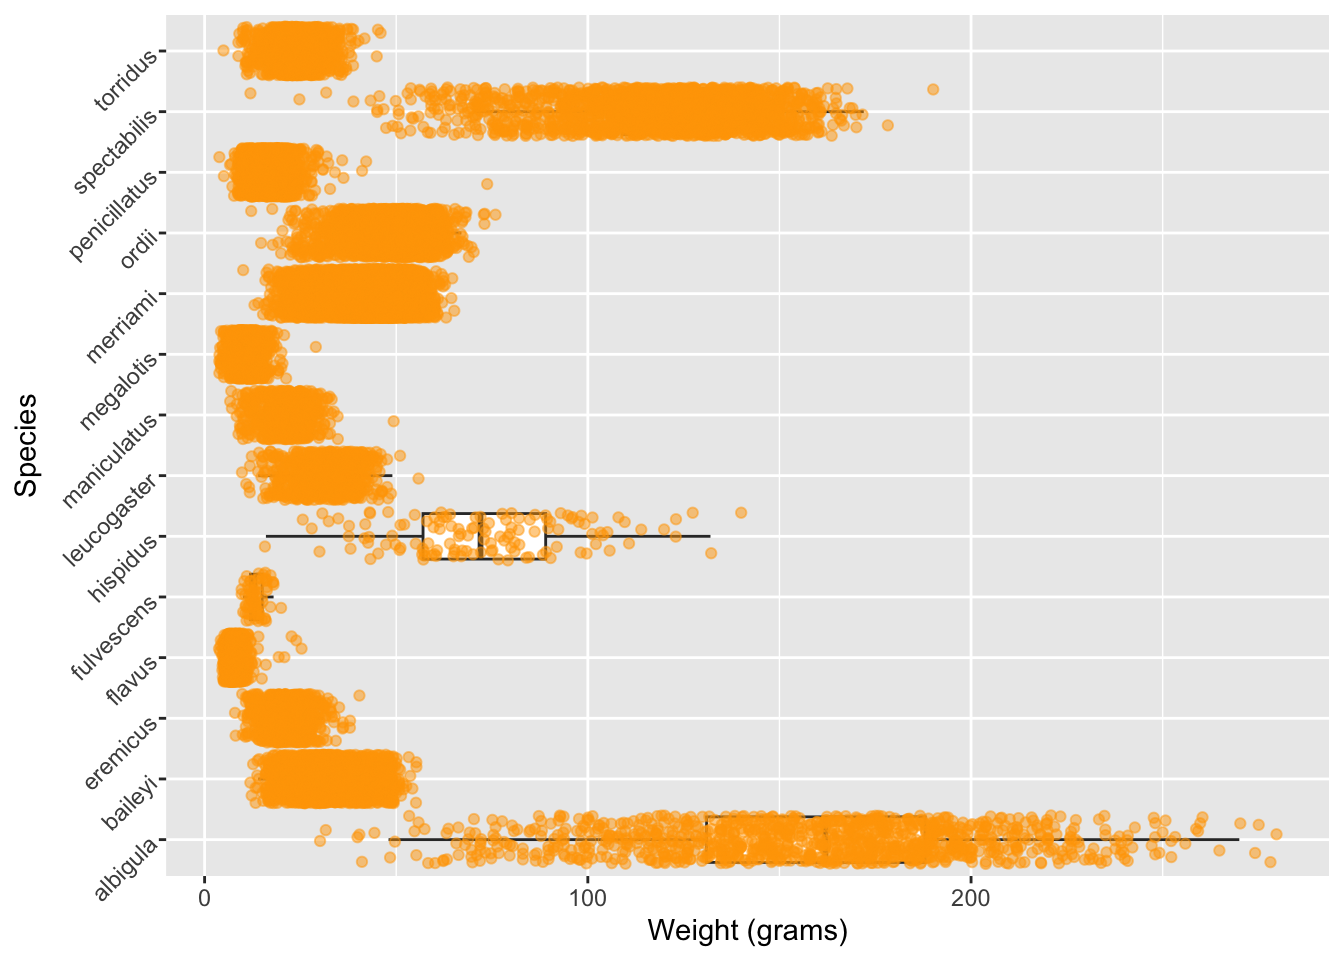 torridus
spectabilis
penicillatus
ordii
merriami
megalotis
maniculatus
leucogaster
hispidus
fulvescens
flavus
eremicus
baileyi
albigula
Species
0 100 200
Weight (grams)